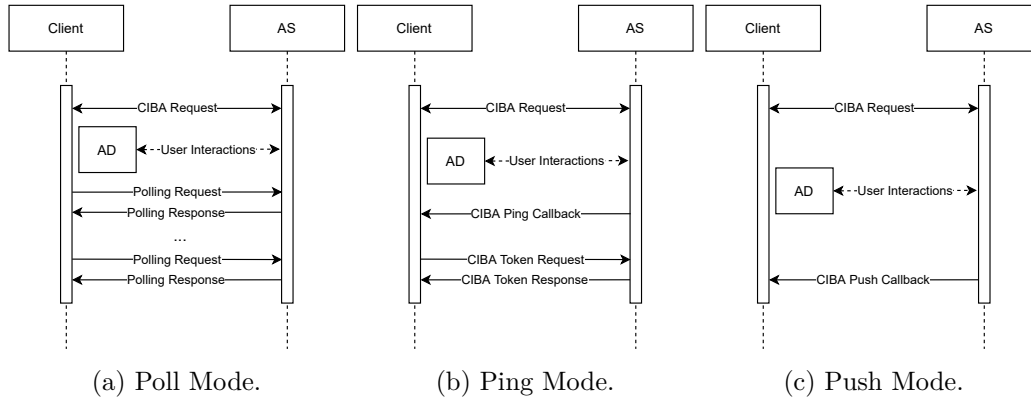 Client
AS
CIBA Request
AD
User Interactions
Polling Request
Polling Response
...
Polling Request
Polling Response
(a) Poll Mode.
Client
AS
CIBA Request
AD
User Interactions
CIBA Ping Callback
CIBA Token Request
CIBA Token Response
(b) Ping Mode.
Client
AS
CIBA Request
AD
User Interactions
CIBA Push Callback
(c) Push Mode.